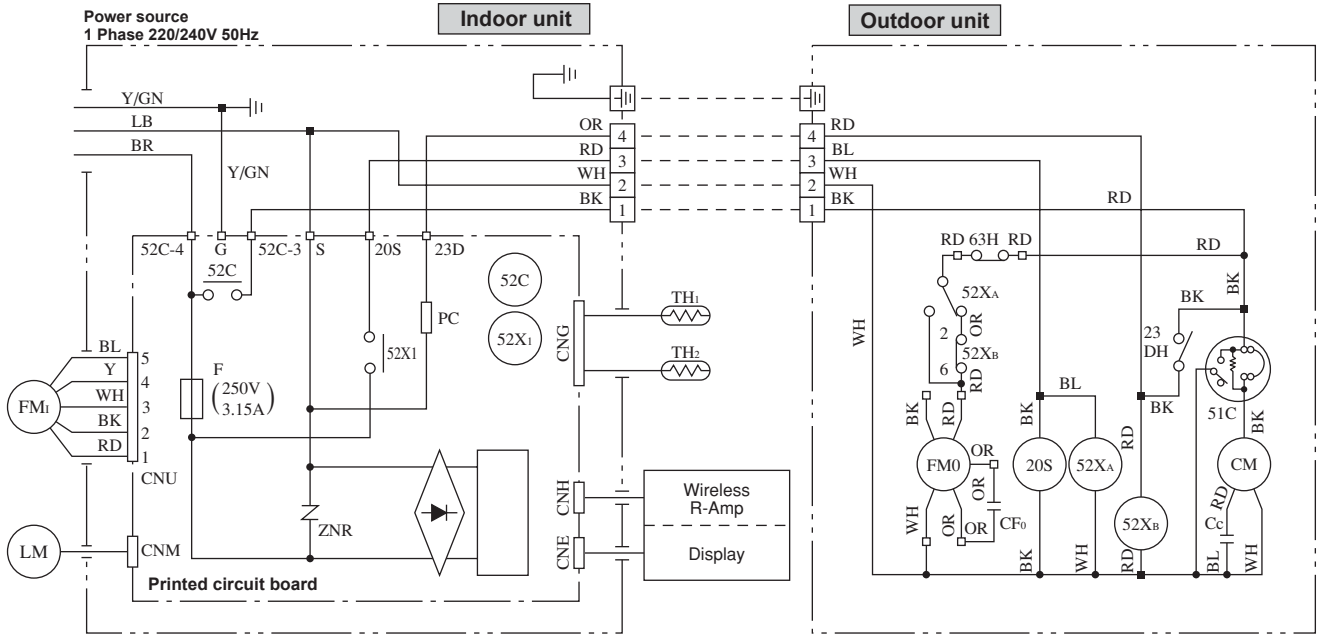 Power source
1 Phase 220/240V 50Hz
Indoor unit
Outdoor unit
Y/GN
LB
BR
Y/GN
OR
RD
WH
BK
4
3
2
1
4
3
2
1
RD
BL
WH
BK
RD
52C-4
G
52C-3
S
20S
23D
52C
52C
52X1
PC
52X1
CNG
TH1
TH2
F
(250V
3.15A)
BL
Y
WH
BK
RD
5
4
3
2
1
FMI
CNU
LM
CNM
ZNR
CNH
CNE
Wireless
R-Amp
Display
Printed circuit board
RD
63H
RD
RD
52XA
OR
2
52XB
6
RD
WH
BK
RD
FM0
OR
OR
CF0
WH
OR
OR
BL
BK
20S
52XA
BK
WH
RD
52XB
RD
BK
BK
23
DH
BK
51C
BK
CM
RD
Cc
BL
WH